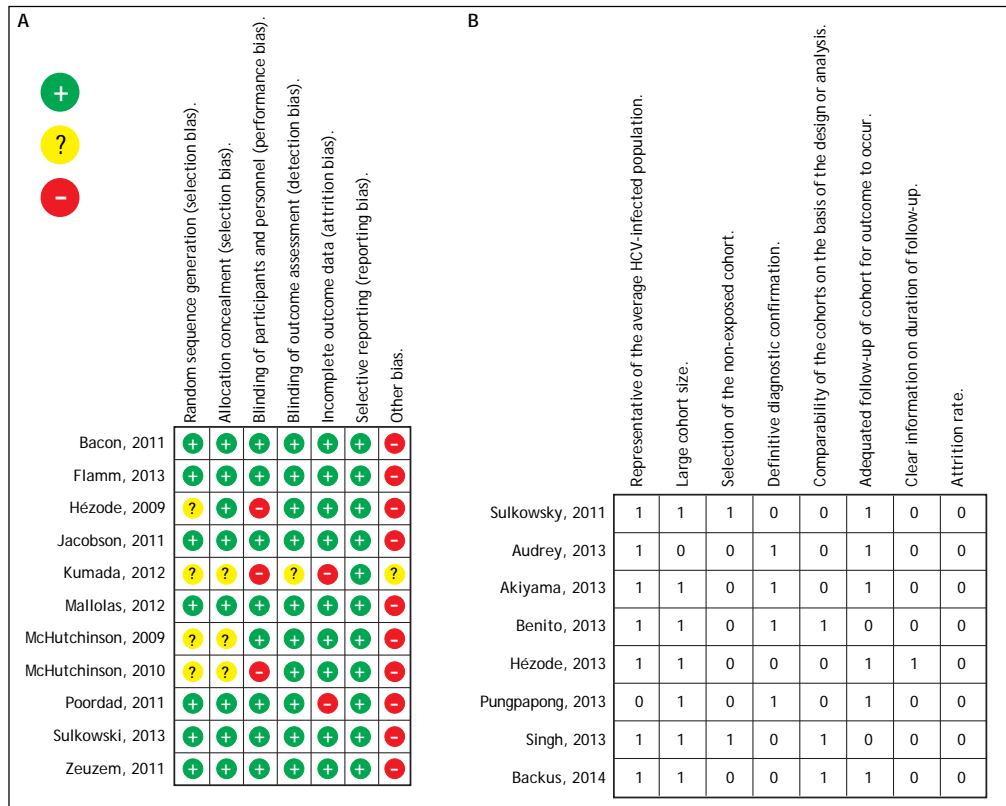 A
+
?
-
Random sequence generation (selection blas).
Allocation concealment (selection bias).
Blinding of participants and personnel (performance bias).
Blinding of outcome assessment (detection bias).
Incomplete outcome data (attrition bias).
Selective reporting (reporting bias).
Other bias.
Bacon, 2011 + + + + + + -
Flamm, 2013 + + + + + + -
Hézode, 2009 ? + - + + + -
Jacobson, 2011 + + + + + + -
Kumada, 2012 ? ? - ? - + ?
Mallolas, 2012 + + + + + + -
McHutchinson, 2009 ? ? + + + + -
McHutchinson, 2010 ? ? - + + + -
Poordad, 2011 + + + + - + -
Sulkowski, 2013 + + + + + + -
Zeuzem, 2011 + + + + + + -
B
Representative of the average HCV-infected population.
Large cohort size.
Selection of the non-exposed cohort.
Definitive diagnostic confirmation.
Comparability of the cohorts on the basis of the design or analysis.
Adequated follow-up of cohort for outcome to occur.
Clear information on duration of follow-up.
Attrition rate.
Sulkowsky, 2011 1 1 1 0 0 1 0 0
Audrey, 2013 1 0 0 1 0 1 0 0
Akiyama, 2013 1 1 0 1 0 1 0 0
Benito, 2013 1 1 0 1 1 0 0 0
Hézode, 2013 1 1 0 0 0 1 1 0
Pungpapong, 2013 0 1 0 1 0 1 0 0
Singh, 2013 1 1 1 0 1 0 0 0
Backus, 2014 1 1 0 0 1 1 0 0